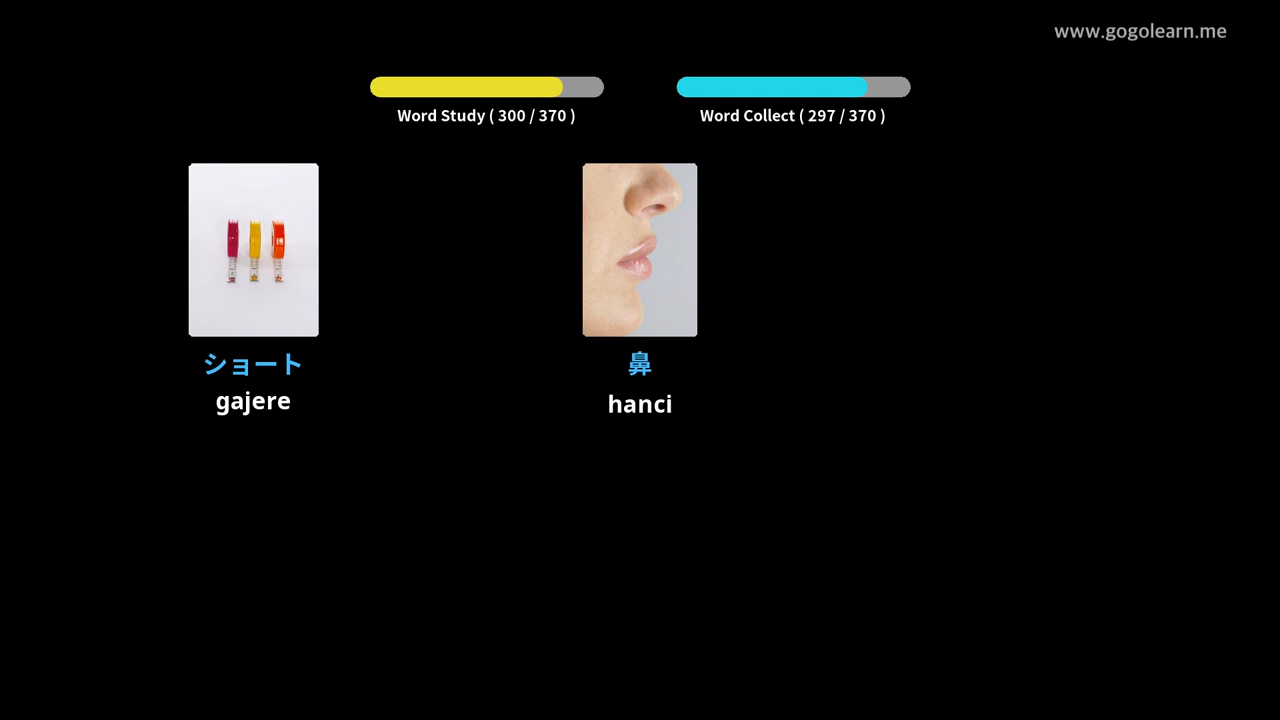 www.gogolearn.me
Word Study ( 300 / 370 )
Word Collect ( 297 / 370 )
ショート
gajere
鼻
hanci